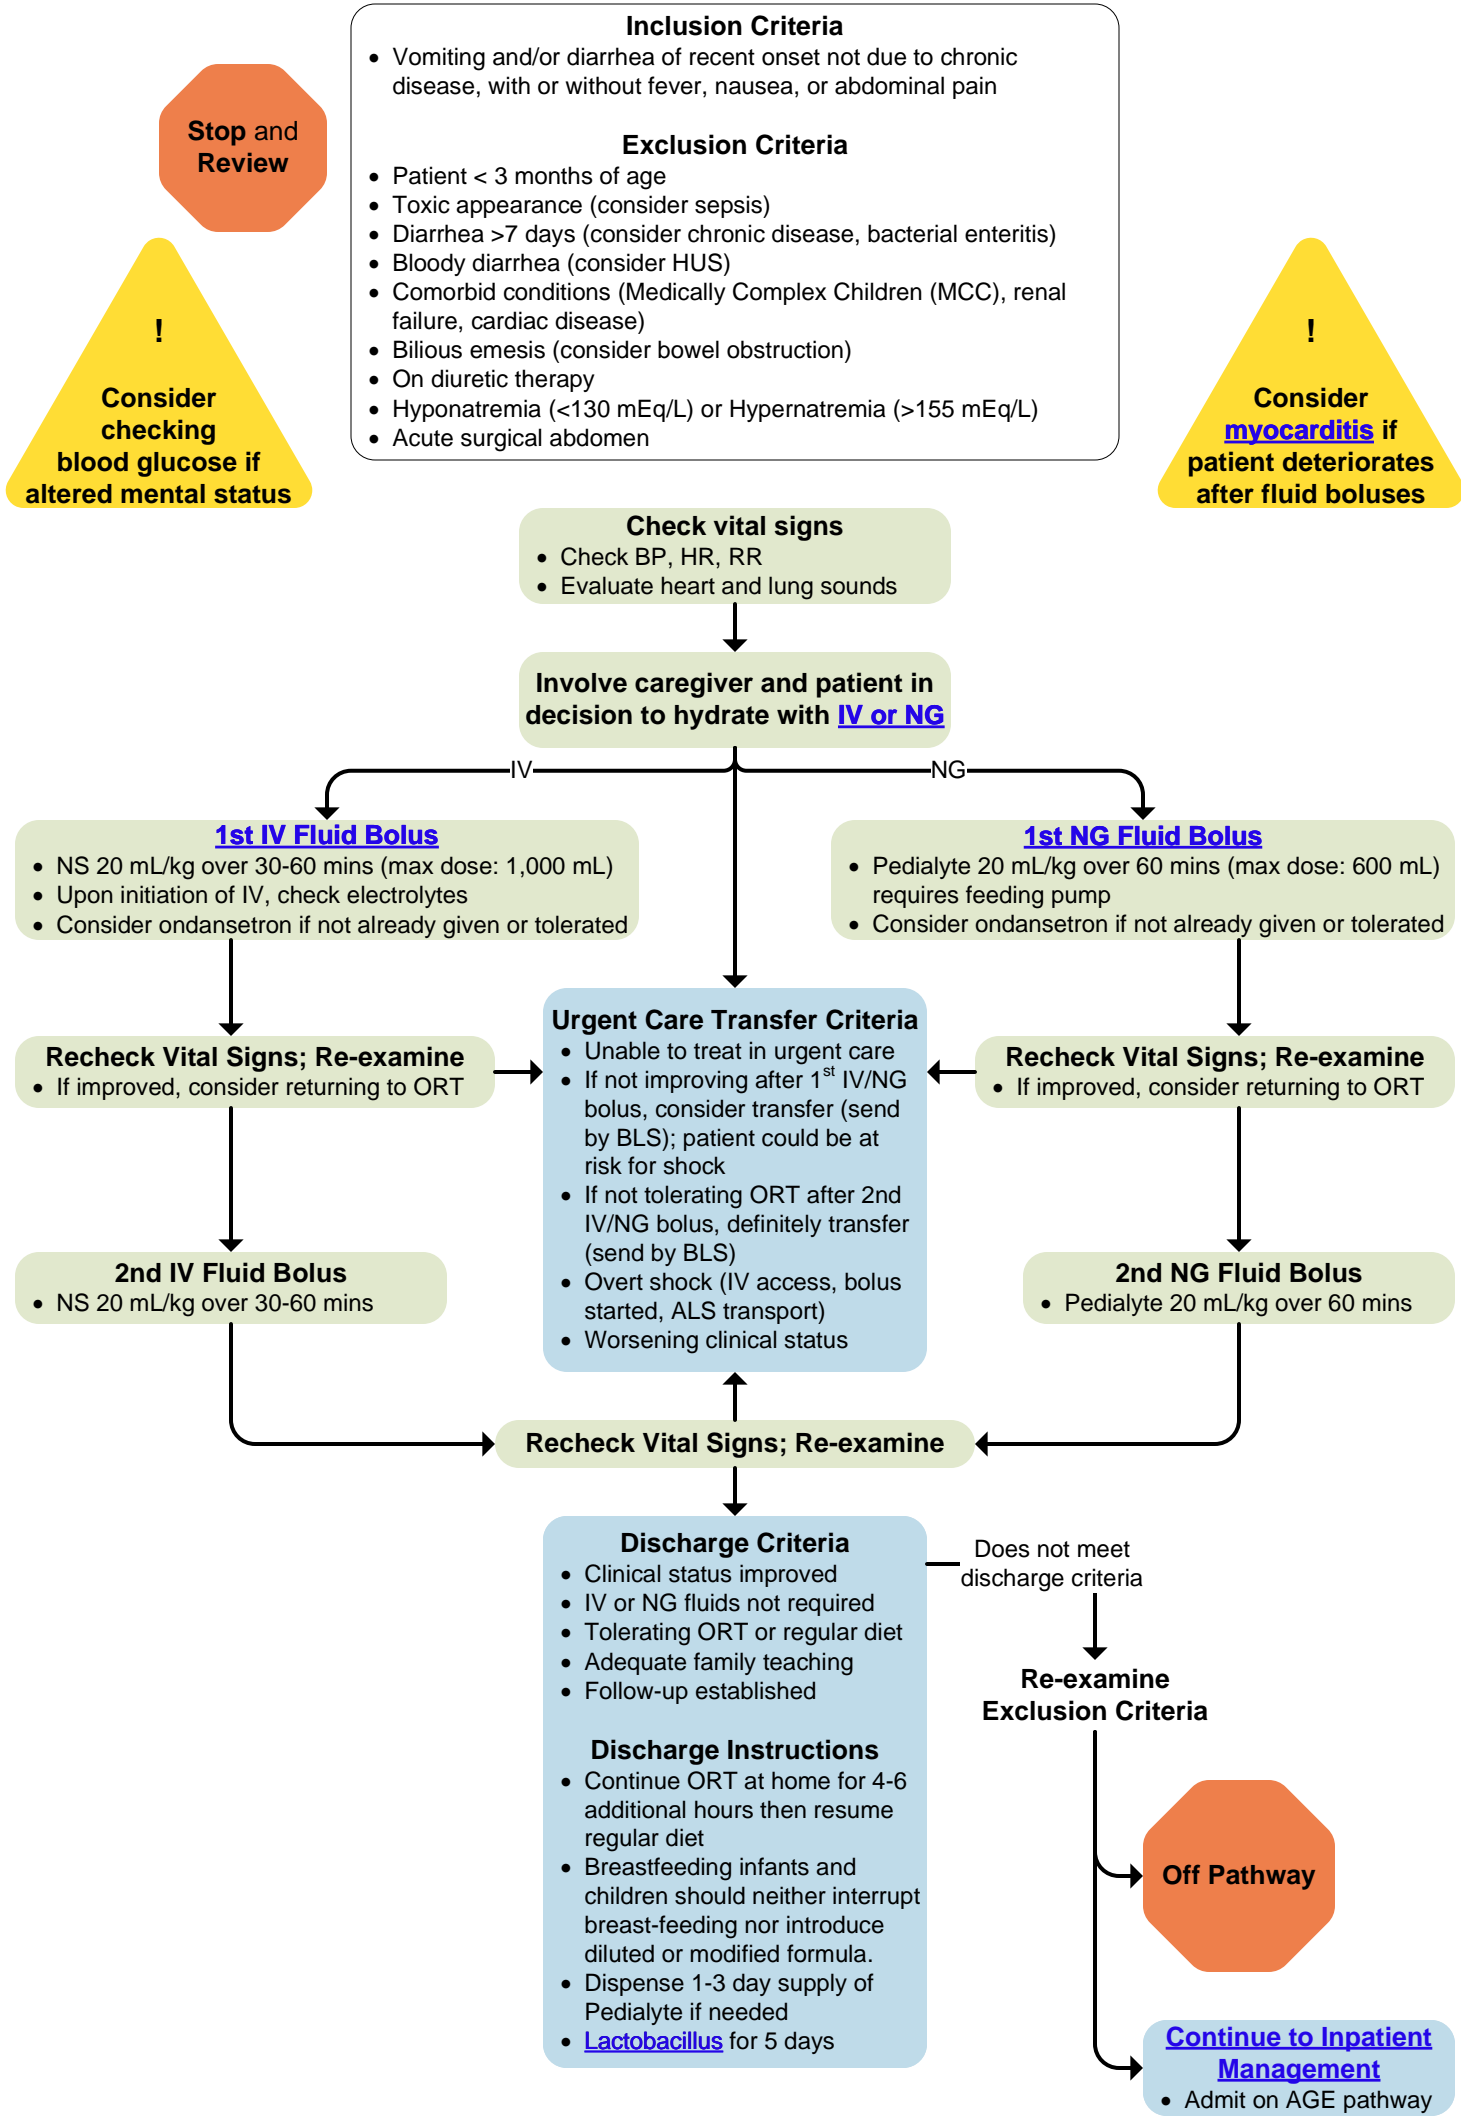 Inclusion Criteria
• Vomiting and/or diarrhea of recent onset not due to chronic
disease, with or without fever, nausea, or abdominal pain
Exclusion Criteria
• Patient < 3 months of age
• Toxic appearance (consider sepsis)
• Diarrhea >7 days (consider chronic disease, bacterial enteritis)
• Bloody diarrhea (consider HUS)
• Comorbid conditions (Medically Complex Children (MCC), renal
failure, cardiac disease)
• Bilious emesis (consider bowel obstruction)
• On diuretic therapy
• Hyponatremia (<130 mEq/L) or Hypernatremia (>155 mEq/L)
• Acute surgical abdomen
Stop and
Review
!
Consider
checking
blood glucose if
altered mental status
!
Consider
myocarditis if
patient deteriorates
after fluid boluses
Check vital signs
• Check BP, HR, RR
• Evaluate heart and lung sounds
Involve caregiver and patient in
decision to hydrate with IV or NG
IV
NG
1st IV Fluid Bolus
• NS 20 mL/kg over 30-60 mins (max dose: 1,000 mL)
• Upon initiation of IV, check electrolytes
• Consider ondansetron if not already given or tolerated
1st NG Fluid Bolus
• Pedialyte 20 mL/kg over 60 mins (max dose: 600 mL)
requires feeding pump
• Consider ondansetron if not already given or tolerated
Recheck Vital Signs; Re-examine
• If improved, consider returning to ORT
Urgent Care Transfer Criteria
• Unable to treat in urgent care
• If not improving after 1st IV/NG
bolus, consider transfer (send
by BLS); patient could be at
risk for shock
• If not tolerating ORT after 2nd
IV/NG bolus, definitely transfer
(send by BLS)
• Overt shock (IV access, bolus
started, ALS transport)
• Worsening clinical status
Recheck Vital Signs; Re-examine
• If improved, consider returning to ORT
2nd IV Fluid Bolus
• NS 20 mL/kg over 30-60 mins
2nd NG Fluid Bolus
• Pedialyte 20 mL/kg over 60 mins
Recheck Vital Signs; Re-examine
Discharge Criteria
• Clinical status improved
• IV or NG fluids not required
• Tolerating ORT or regular diet
• Adequate family teaching
• Follow-up established
Discharge Instructions
• Continue ORT at home for 4-6
additional hours then resume
regular diet
• Breastfeeding infants and
children should neither interrupt
breast-feeding nor introduce
diluted or modified formula.
• Dispense 1-3 day supply of
Pedialyte if needed
• Lactobacillus for 5 days
Does not meet
discharge criteria
Re-examine
Exclusion Criteria
Off Pathway
Continue to Inpatient
Management
• Admit on AGE pathway